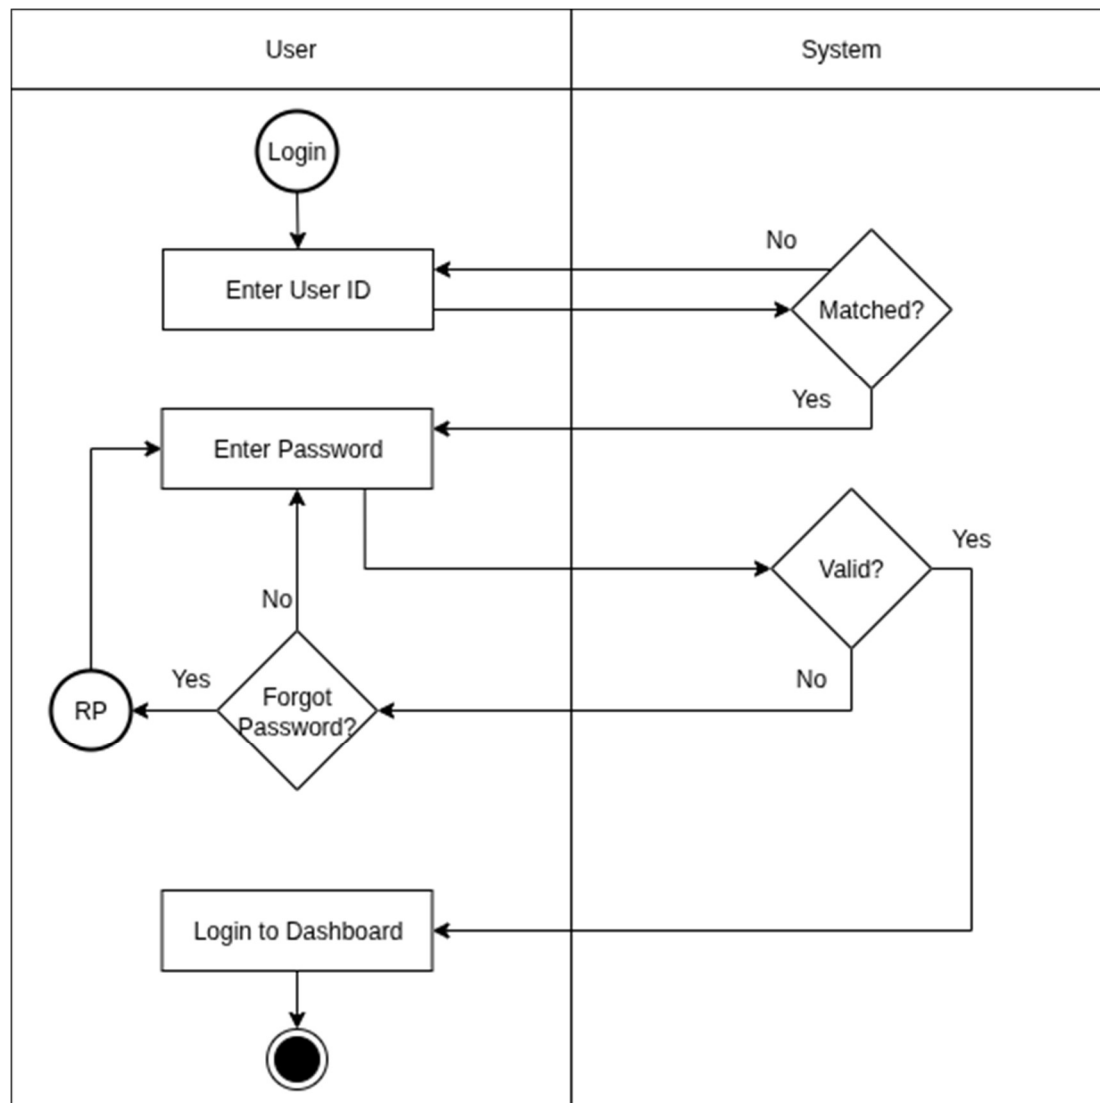 User
System
Login
No
Enter User ID
Matched?
Yes
Enter Password
Yes
Valid?
No
No
Yes
Forgot
Password?
RP
Login to Dashboard